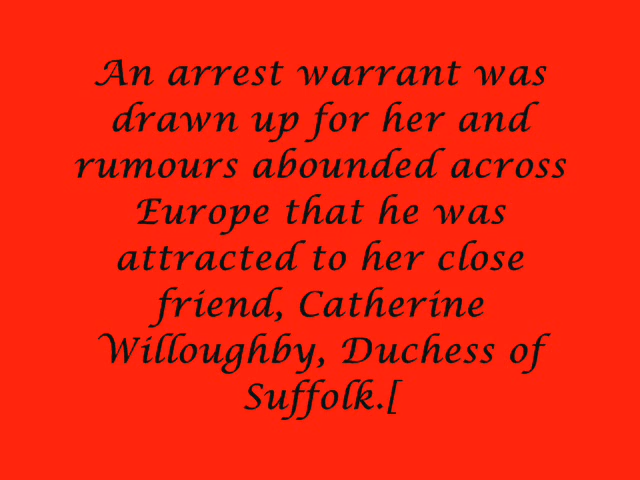 An arrest warrant was
drawn up for her and
rumours abounded across
Europe that he was
attracted to her close
friend, Catherine
Willoughby, Duchess of
Suffolk.[